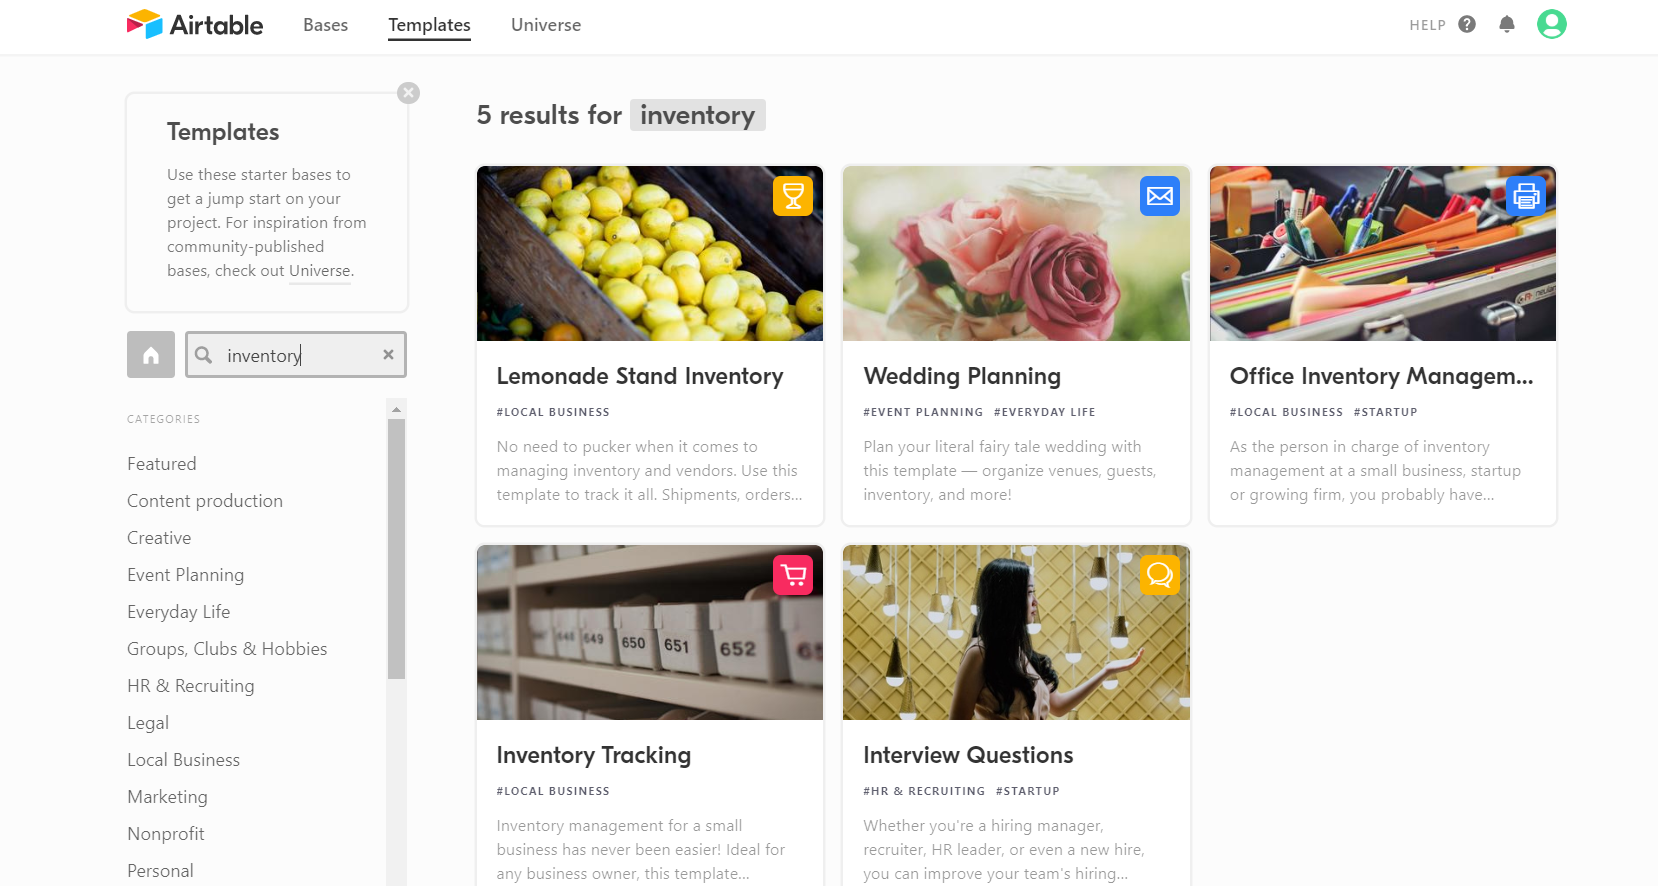 Airtable
Bases
Templates
Universe
HELP
Templates
Use these starter bases to
get a jump start on your
project. For inspiration from
community-published
bases, check out Universe.
inventory
CATEGORIES
Featured
Content production
Creative
Event Planning
Everyday Life
Groups, Clubs & Hobbies
HR & Recruiting
Legal
Local Business
Marketing
Nonprofit
Personal
5 results for inventory
Lemonade Stand Inventory
#LOCAL BUSINESS
No need to pucker when it comes to
managing inventory and vendors. Use this
template to track it all. Shipments, orders...
Wedding Planning
#EVENT PLANNING #EVERYDAY LIFE
Plan your literal fairy tale wedding with
this template — organize venues, guests,
inventory, and more!
Office Inventory Managem...
#LOCAL BUSINESS #STARTUP
As the person in charge of inventory
management at a small business, startup
or growing firm, you probably have...
648 649 650 651 652
Inventory Tracking
#LOCAL BUSINESS
Inventory management for a small
business has never been easier! Ideal for
any business owner, this template...
Interview Questions
#HR & RECRUITING #STARTUP
Whether you're a hiring manager,
recruiter, HR leader, or even a new hire,
you can improve your team's hiring...